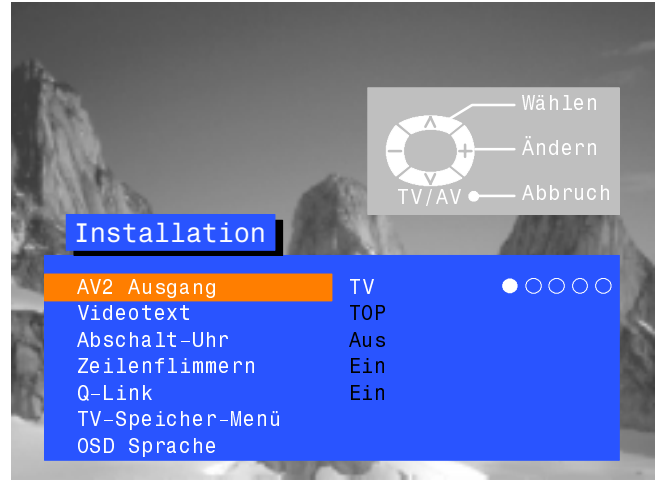 Wählen
Ändern
TV/AV Abbruch
Installation
AV2 Ausgang TV
Videotext TOP
Abschalt-Uhr Aus
Zeilenflimmern Ein
Q-Link Ein
TV-Speicher-Menü
OSD Sprache